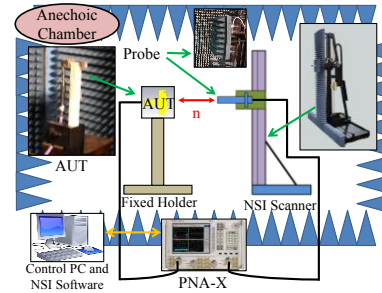 Anechoic
Chamber
Probe
AUT
n
AUT
Fixed Holder
NSI Scanner
Control PC and
NSI Software
PNA-X